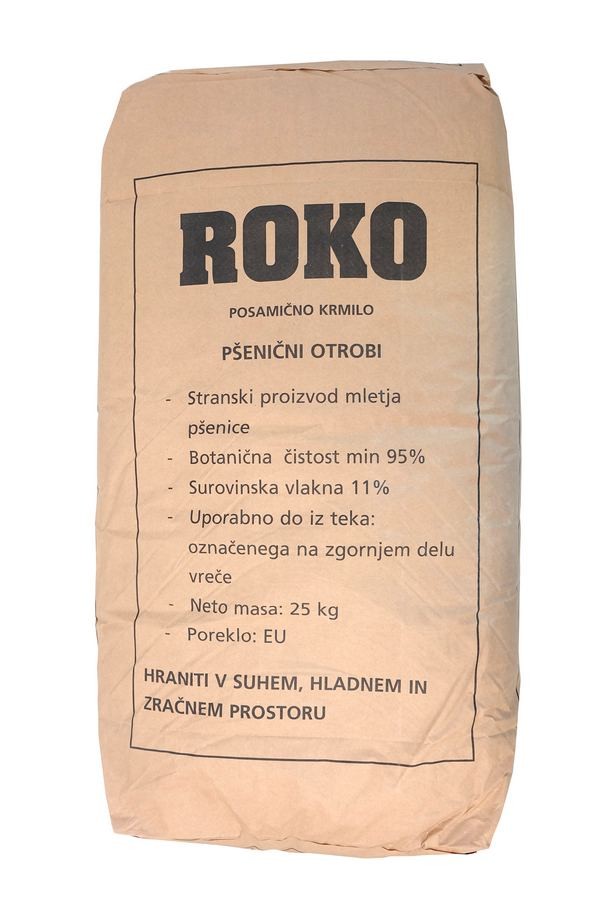 ROKO
POSAMIČNO KRMILO
PŠENIČNI OTROBI
- Stranski proizvod mletja
pšenice
- Botanična čistost min 95%
- Surovinska vlakna 11%
- Uporabno do iz teka:
označenega na zgornjem delu
vreče
- Neto masa: 25 kg
- Poreklo: EU
HRANITI V SUHEM, HLADNEM IN
ZRAČNEM PROSTORU